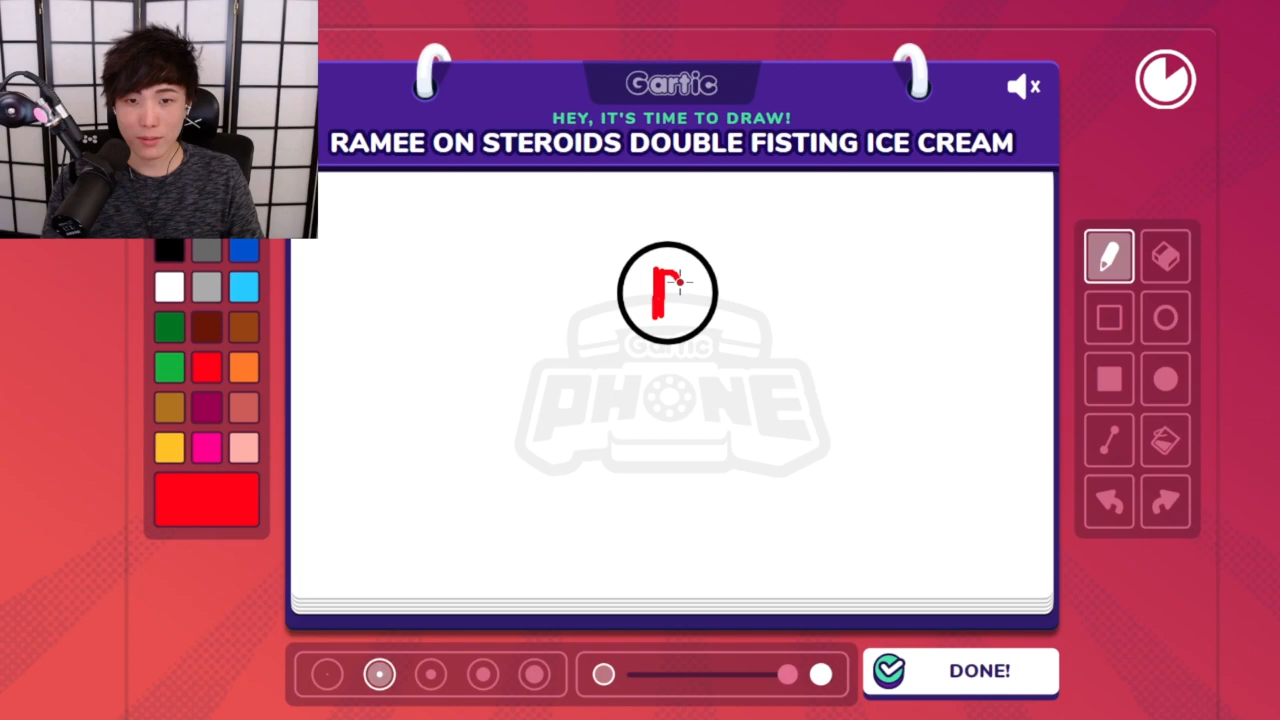 Gartic
HEY, IT'S TIME TO DRAW!
RAMEE ON STEROIDS DOUBLE FISTING ICE CREAM
r
Gartic
PHONE
DONE!